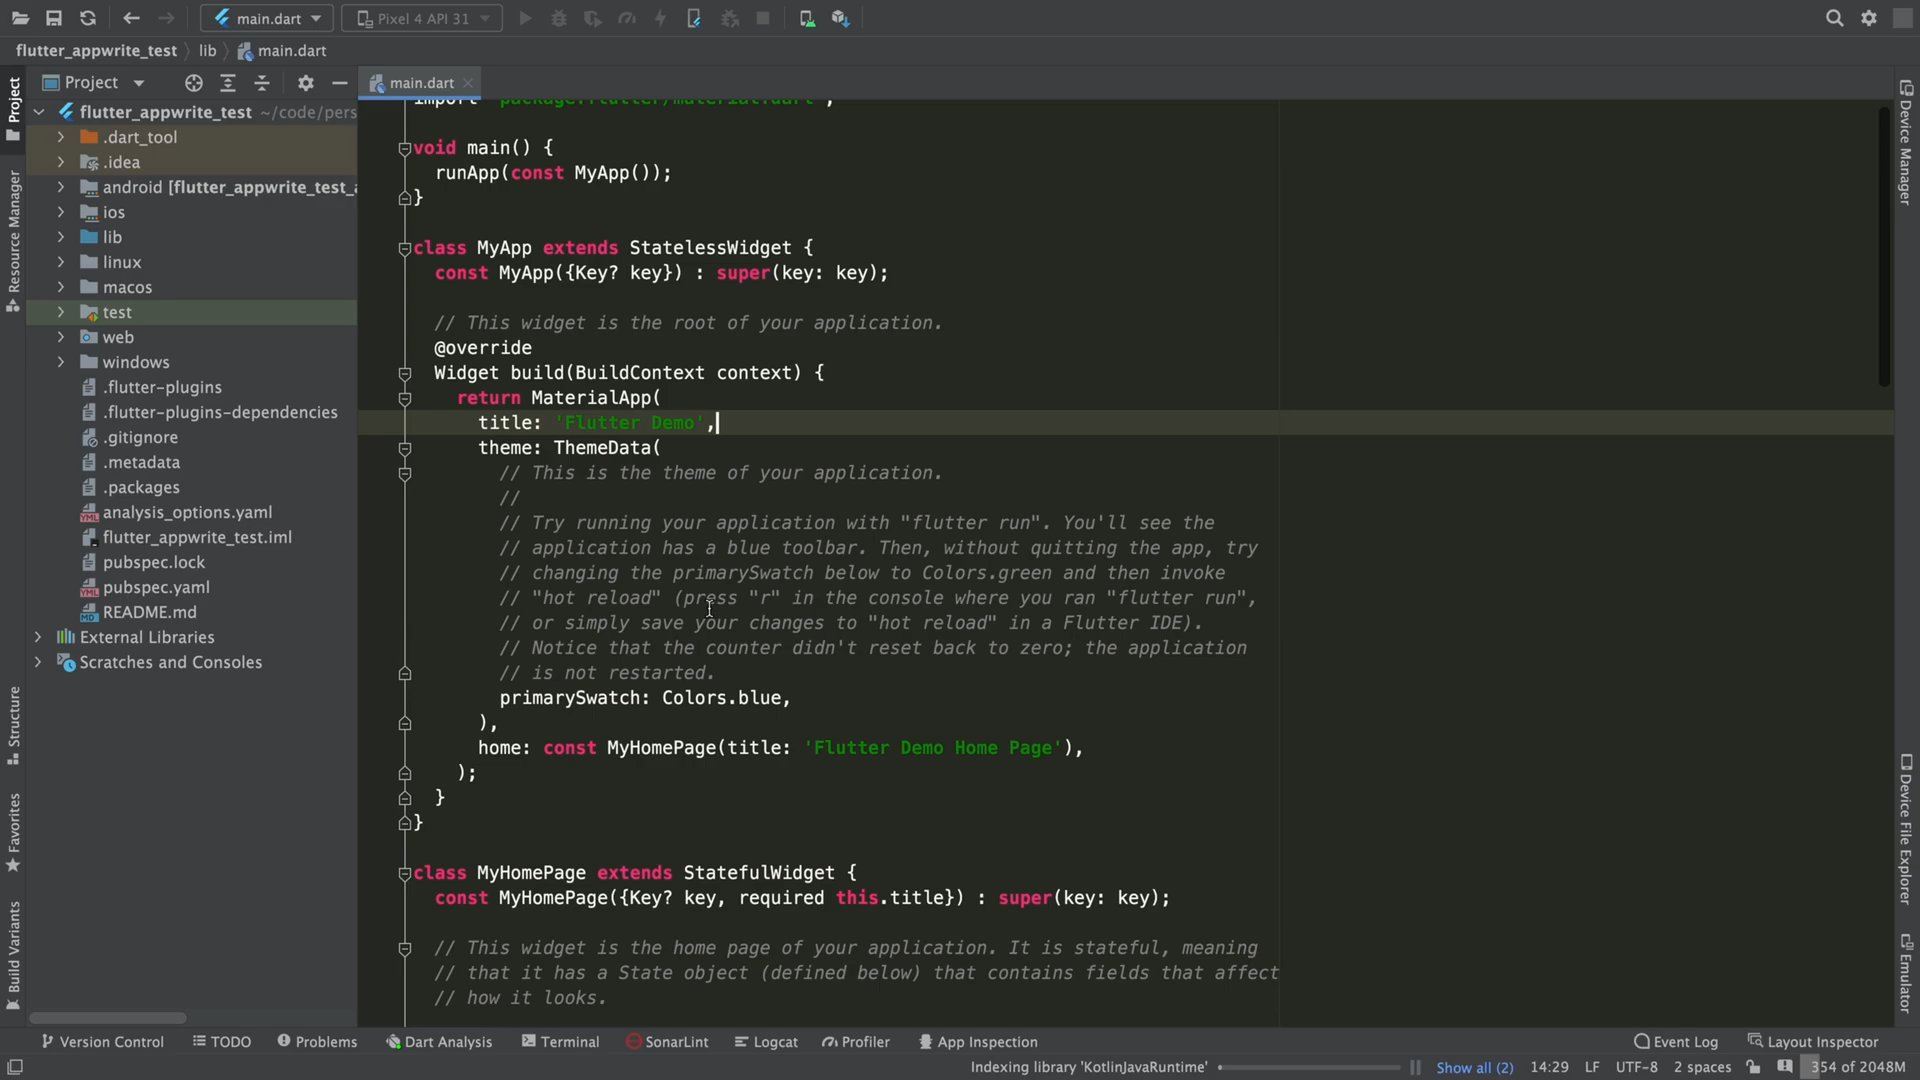 main.dart
Pixel 4 API 31
flutter_appwrite_test
lib
main.dart
Project
main.dart
Project
Resource Manager
Structure
Favorites
Build Variants
flutter_appwrite_test ~/code/pers
.dart_tool
.idea
android [flutter_appwrite_test_a
ios
lib
linux
macos
test
web
windows
.flutter-plugins
.flutter-plugins-dependencies
.gitignore
.metadata
.packages
analysis_options.yaml
flutter_appwrite_test.iml
pubspec.lock
pubspec.yaml
README.md
External Libraries
Scratches and Consoles
import 'package:flutter/material.dart';
void main() {
runApp(const MyApp());
}
class MyApp extends StatelessWidget {
const MyApp({Key? key}) : super(key: key);
// This widget is the root of your application.
@override
Widget build(BuildContext context) {
return MaterialApp(
title: 'Flutter Demo',
theme: ThemeData(
// This is the theme of your application.
//
// Try running your application with "flutter run". You'll see the
// application has a blue toolbar. Then, without quitting the app, try
// changing the primarySwatch below to Colors.green and then invoke
// "hot reload" (press "r" in the console where you ran "flutter run",
// or simply save your changes to "hot reload" in a Flutter IDE).
// Notice that the counter didn't reset back to zero; the application
// is not restarted.
primarySwatch: Colors.blue,
),
home: const MyHomePage(title: 'Flutter Demo Home Page'),
);
}
}
class MyHomePage extends StatefulWidget {
const MyHomePage({Key? key, required this.title}) : super(key: key);
// This widget is the home page of your application. It is stateful, meaning
// that it has a State object (defined below) that contains fields that affect
// how it looks.
Device Manager
Device File Explorer
Emulator
Version Control
TODO
Problems
Dart Analysis
Terminal
SonarLint
Logcat
Profiler
App Inspection
Event Log
Layout Inspector
Indexing library 'KotlinJavaRuntime'
Show all (2)
14:29
LF
UTF-8
2 spaces
354 of 2048M